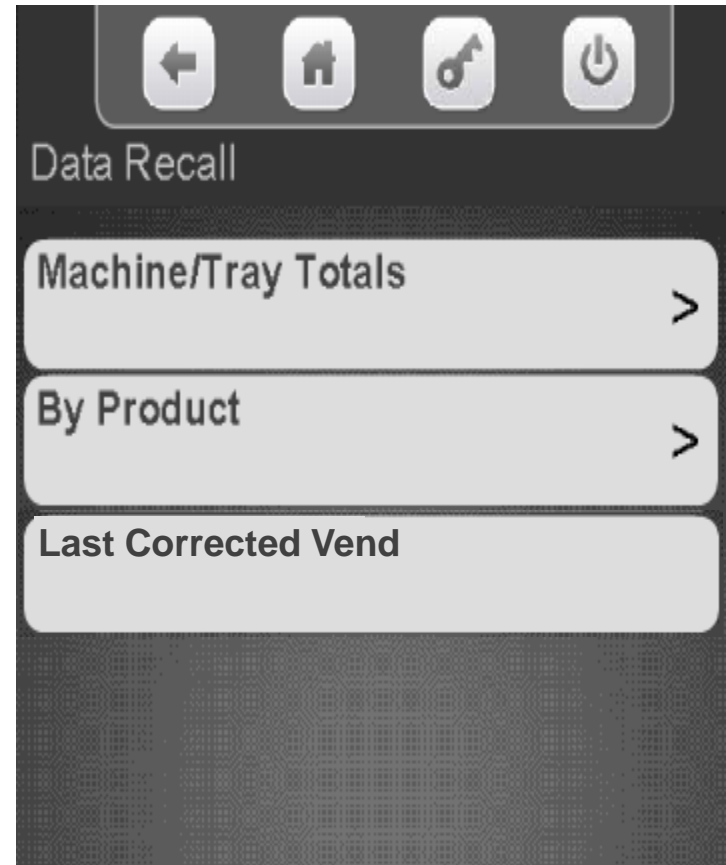 Data Recall
Machine/Tray Totals
>
By Product
>
Last Corrected Vend